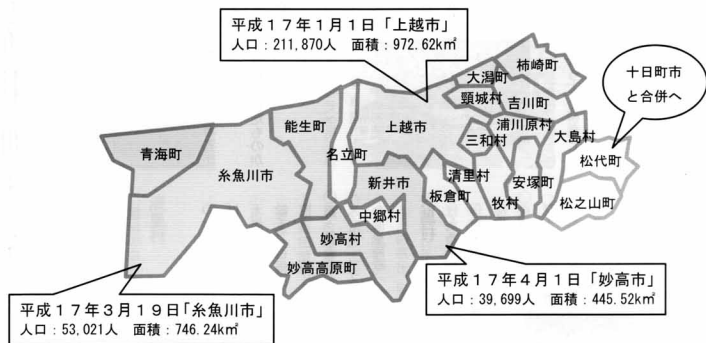 平成17年1月1日「上越市」
人口：211,870人　面積：972.62k㎡
柿崎町
大潟町
十日町市
と合併へ
頸城村
吉川町
能生町
上越市
浦川原村
大島村
三和村
青海町
名立町
松代町
糸魚川市
新井市
清里村
安塚町
板倉町
中郷村
牧村
松之山町
妙高村
妙高高原町
平成17年4月1日「妙高市」
人口：39,699人　面積：445.52k㎡
平成17年3月19日「糸魚川市」
人口：53,021人　面積：746.24k㎡